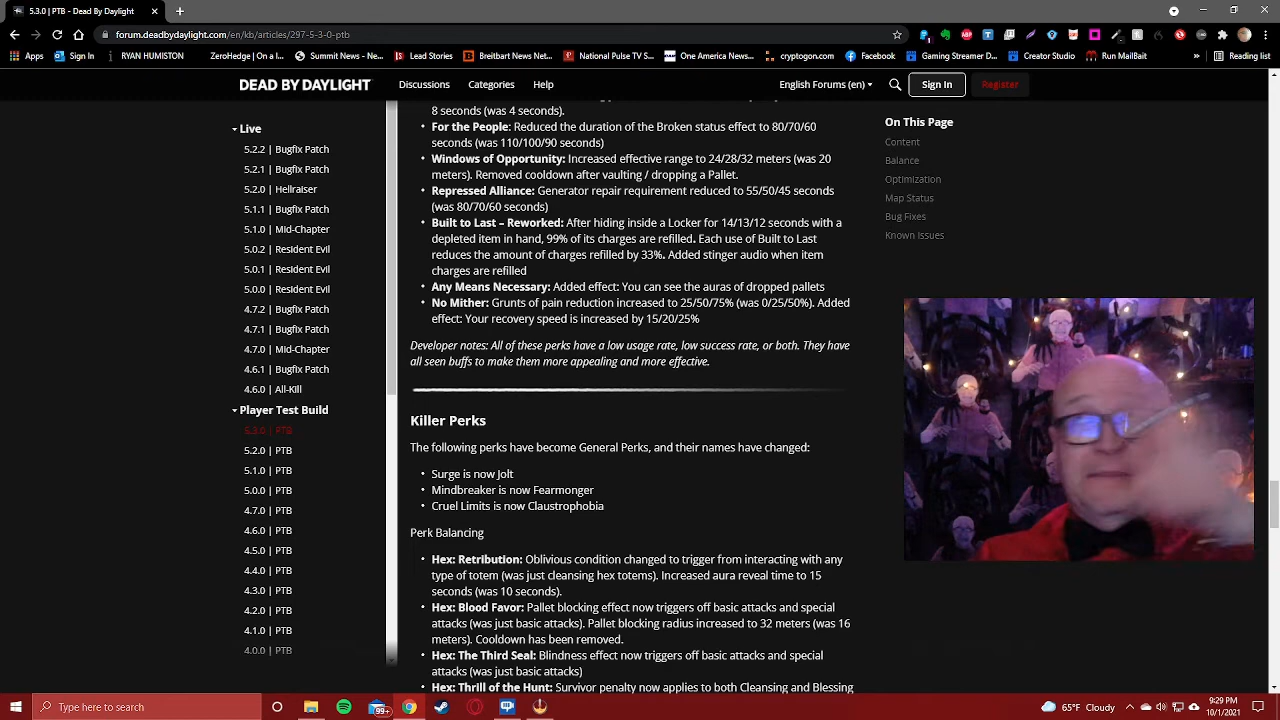 5.3.0 | PTB - Dead by Daylight
forum.deadbydaylight.com/en/kb/articles/297-5-3-0-ptb
Apps
Sign In
RYAN HUMISTON
ZeroHedge | On a...
Summit News - Ne...
Lead Stories
Breitbart News Net...
National Pulse TV S...
One America News...
cryptogon.com
Facebook
Gaming Streamer D...
Creator Studio
Run MailBait
»
Reading list
DEAD BY DAYLIGHT
Discussions
Categories
Help
English Forums (en)
Sign In
Register
Live
5.2.2 | Bugfix Patch
5.2.1 | Bugfix Patch
5.2.0 | Hellraiser
5.1.1 | Bugfix Patch
5.1.0 | Mid-Chapter
5.0.2 | Resident Evil
5.0.1 | Resident Evil
5.0.0 | Resident Evil
4.7.2 | Bugfix Patch
4.7.1 | Bugfix Patch
4.7.0 | Mid-Chapter
4.6.1 | Bugfix Patch
4.6.0 | All-Kill
Player Test Build
5.3.0 | PTB
5.2.0 | PTB
5.1.0 | PTB
5.0.0 | PTB
4.7.0 | PTB
4.6.0 | PTB
4.5.0 | PTB
4.4.0 | PTB
4.3.0 | PTB
4.2.0 | PTB
4.1.0 | PTB
4.0.0 | PTB
8 seconds (was 4 seconds).
• For the People: Reduced the duration of the Broken status effect to 80/70/60
seconds (was 110/100/90 seconds)
• Windows of Opportunity: Increased effective range to 24/28/32 meters (was 20
meters). Removed cooldown after vaulting / dropping a Pallet.
• Repressed Alliance: Generator repair requirement reduced to 55/50/45 seconds
(was 80/70/60 seconds)
• Built to Last – Reworked: After hiding inside a Locker for 14/13/12 seconds with a
depleted item in hand, 99% of its charges are refilled. Each use of Built to Last
reduces the amount of charges refilled by 33%. Added stinger audio when item
charges are refilled
• Any Means Necessary: Added effect: You can see the auras of dropped pallets
• No Mither: Grunts of pain reduction increased to 25/50/75% (was 0/25/50%). Added
effect: Your recovery speed is increased by 15/20/25%
Developer notes: All of these perks have a low usage rate, low success rate, or both. They have
all seen buffs to make them more appealing and more effective.
Killer Perks
The following perks have become General Perks, and their names have changed:
• Surge is now Jolt
• Mindbreaker is now Fearmonger
• Cruel Limits is now Claustrophobia
Perk Balancing
• Hex: Retribution: Oblivious condition changed to trigger from interacting with any
type of totem (was just cleansing hex totems). Increased aura reveal time to 15
seconds (was 10 seconds).
• Hex: Blood Favor: Pallet blocking effect now triggers off basic attacks and special
attacks (was just basic attacks). Pallet blocking radius increased to 32 meters (was 16
meters). Cooldown has been removed.
• Hex: The Third Seal: Blindness effect now triggers off basic attacks and special
attacks (was just basic attacks)
• Hex: Thrill of the Hunt: Survivor penalty now applies to both Cleansing and Blessing
On This Page
Content
Balance
Optimization
Map Status
Bug Fixes
Known Issues
Type here to search
99+
65°F Cloudy
9:29 PM
10/1/2021